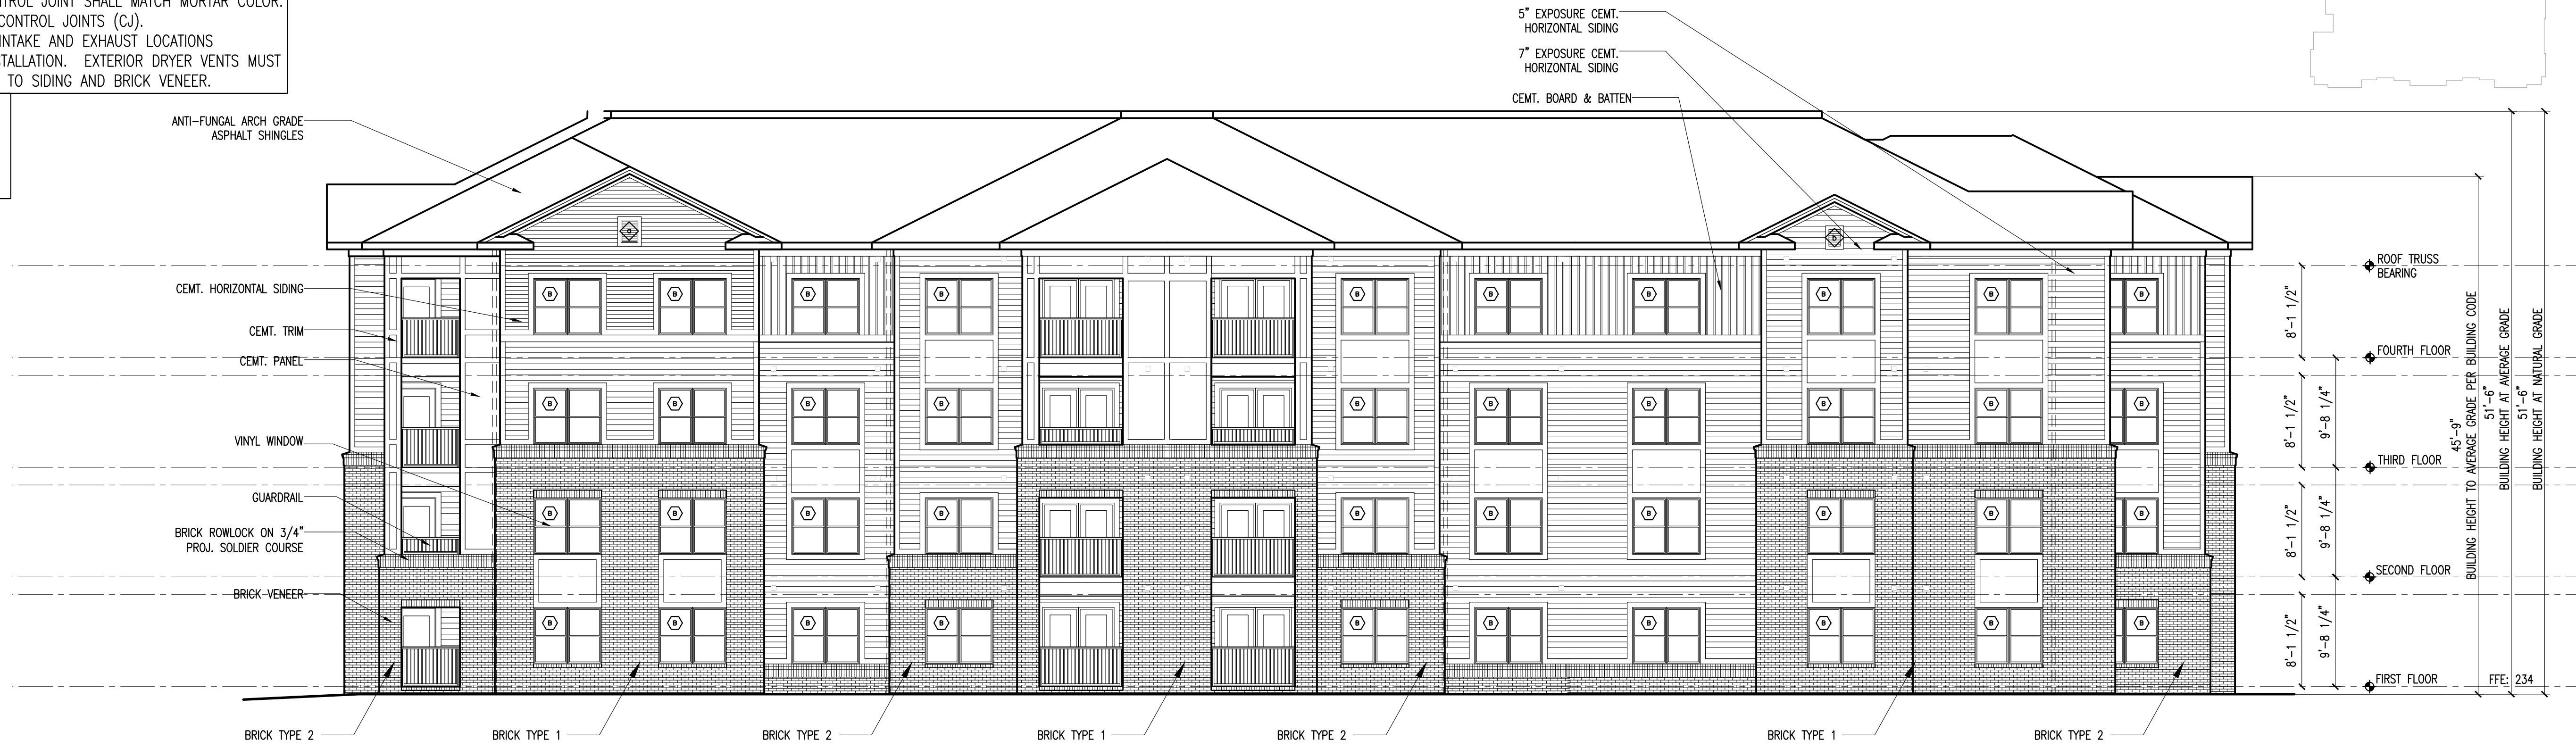 NTROL JOINT SHALL MATCH MORTAR COLOR.
CONTROL JOINTS (CJ).
INTAKE AND EXHAUST LOCATIONS
STALLATION. EXTERIOR DRYER VENTS MUST
TO SIDING AND BRICK VENEER.
5" EXPOSURE CEMT.
HORIZONTAL SIDING
7" EXPOSURE CEMT.
HORIZONTAL SIDING
CEMT. BOARD & BATTEN
ANTI-FUNGAL ARCH GRADE
ASPHALT SHINGLES
CEMT. HORIZONTAL SIDING
CEMT. TRIM
CEMT. PANEL
VINYL WINDOW
GUARDRAIL
BRICK ROWLOCK ON 3/4"
PROJ. SOLDIER COURSE
BRICK VENEER
B B B B B B B B B B
B B B B B B B B B B
B B B B B B B B B B
B B B B B B B B B B
ROOF TRUSS
BEARING
8'-1 1/2"
FOURTH FLOOR
8'-1 1/2"
9'-8 1/4"
THIRD FLOOR
8'-1 1/2"
9'-8 1/4"
SECOND FLOOR
8'-1 1/2"
9'-8 1/4"
FIRST FLOOR
FFE: 234
45'-9"
BUILDING HEIGHT TO AVERAGE GRADE PER BUILDING CODE
51'-6"
BUILDING HEIGHT AT AVERAGE GRADE
51'-6"
BUILDING HEIGHT AT NATURAL GRADE
BRICK TYPE 2
BRICK TYPE 1
BRICK TYPE 2
BRICK TYPE 1
BRICK TYPE 2
BRICK TYPE 1
BRICK TYPE 2